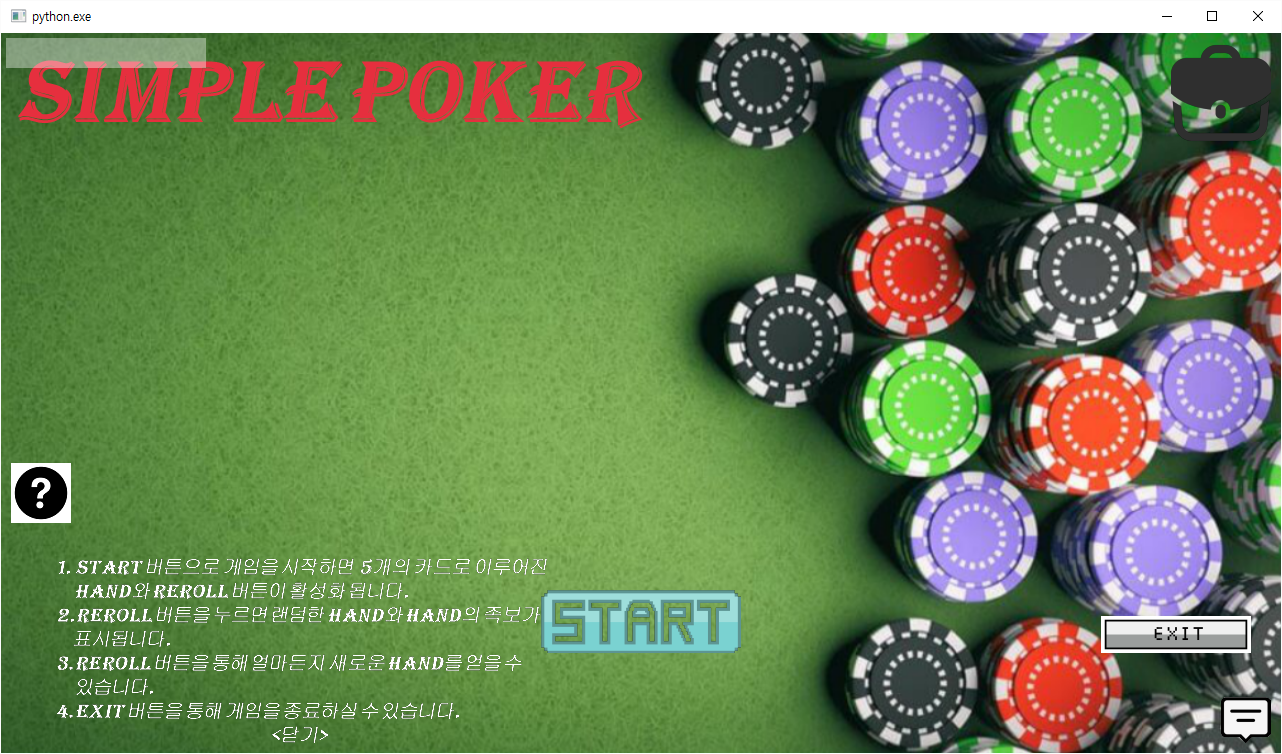 python.exe
SIMPLE POKER
?
1. START 버튼으로 게임을 시작하면 5개의 카드로 이루어진
HAND와 REROLL 버튼이 활성화 됩니다.
2. REROLL 버튼을 누르면 랜덤한 HAND와 HAND의 족보가
표시됩니다.
3. REROLL 버튼을 통해 얼마든지 새로운 HAND를 얻을 수
있습니다.
4. EXIT 버튼을 통해 게임을 종료하실 수 있습니다.
<닫기>
START
EXIT